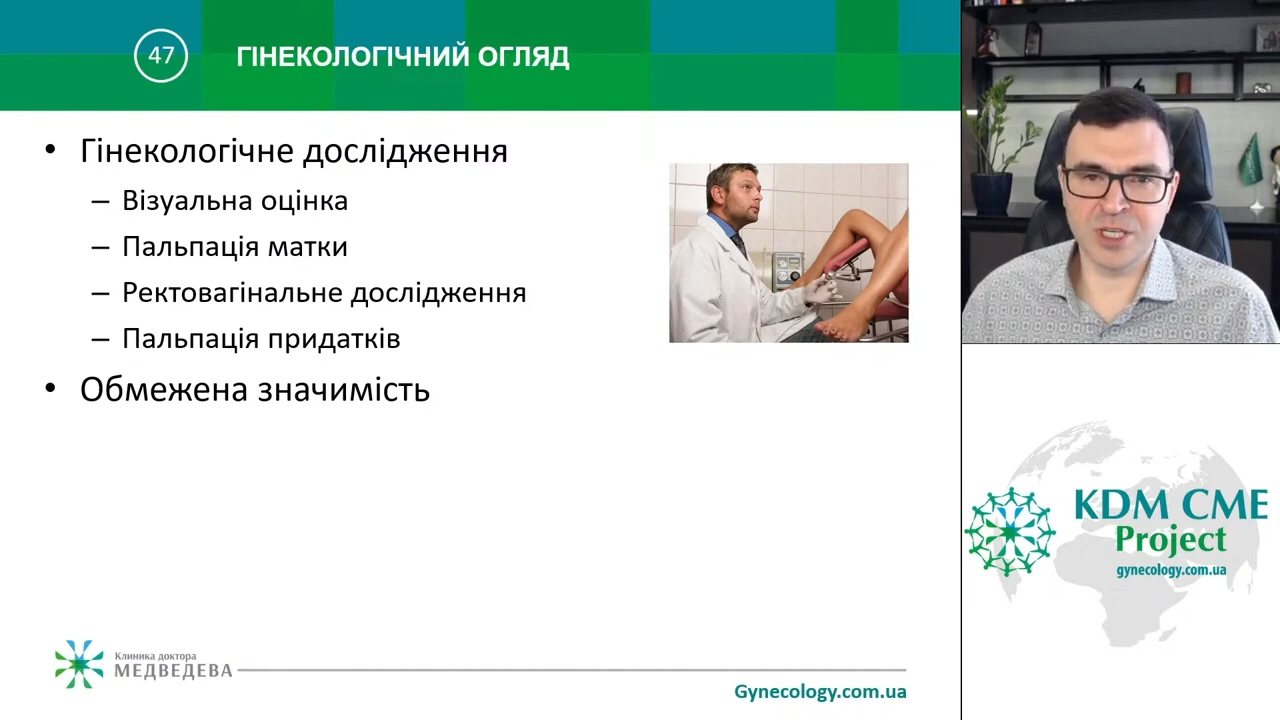 47
ГІНЕКОЛОГІЧНИЙ ОГЛЯД
• Гінекологічне дослідження
– Візуальна оцінка
– Пальпація матки
– Ректовагінальне дослідження
– Пальпація придатків
• Обмежена значимість
Клиника доктора
МЕДВЕДЕВА
Gynecology.com.ua
KDM CME
Project
gynecology.com.ua